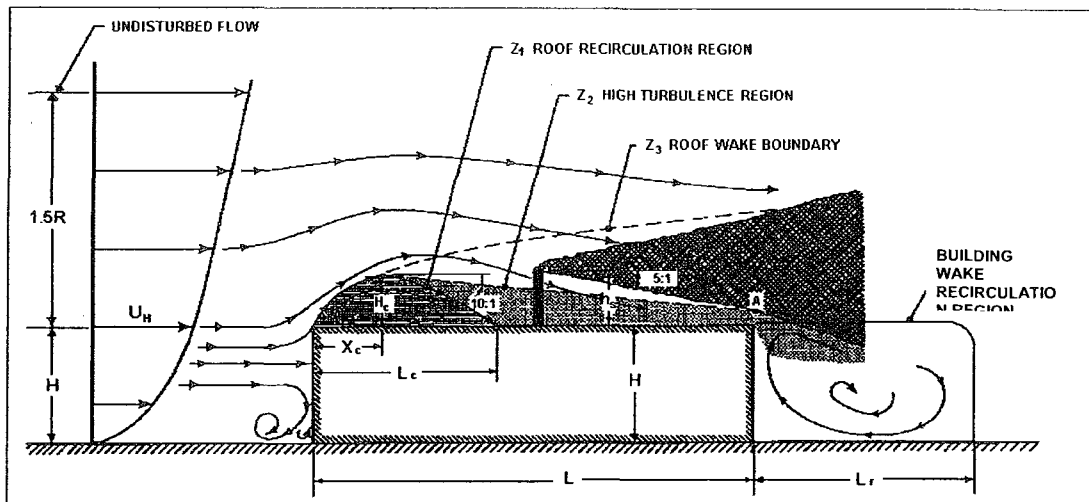 UNDISTURBED FLOW
Z1 ROOF RECIRCULATION REGION
Z2 HIGH TURBULENCE REGION
Z3 ROOF WAKE BOUNDARY
1.5R
BUILDING
WAKE
RECIRCULATIO
N REGION
UH
Hc
10:1
5:1
A
Xc
Lc
H
H
L
Lr